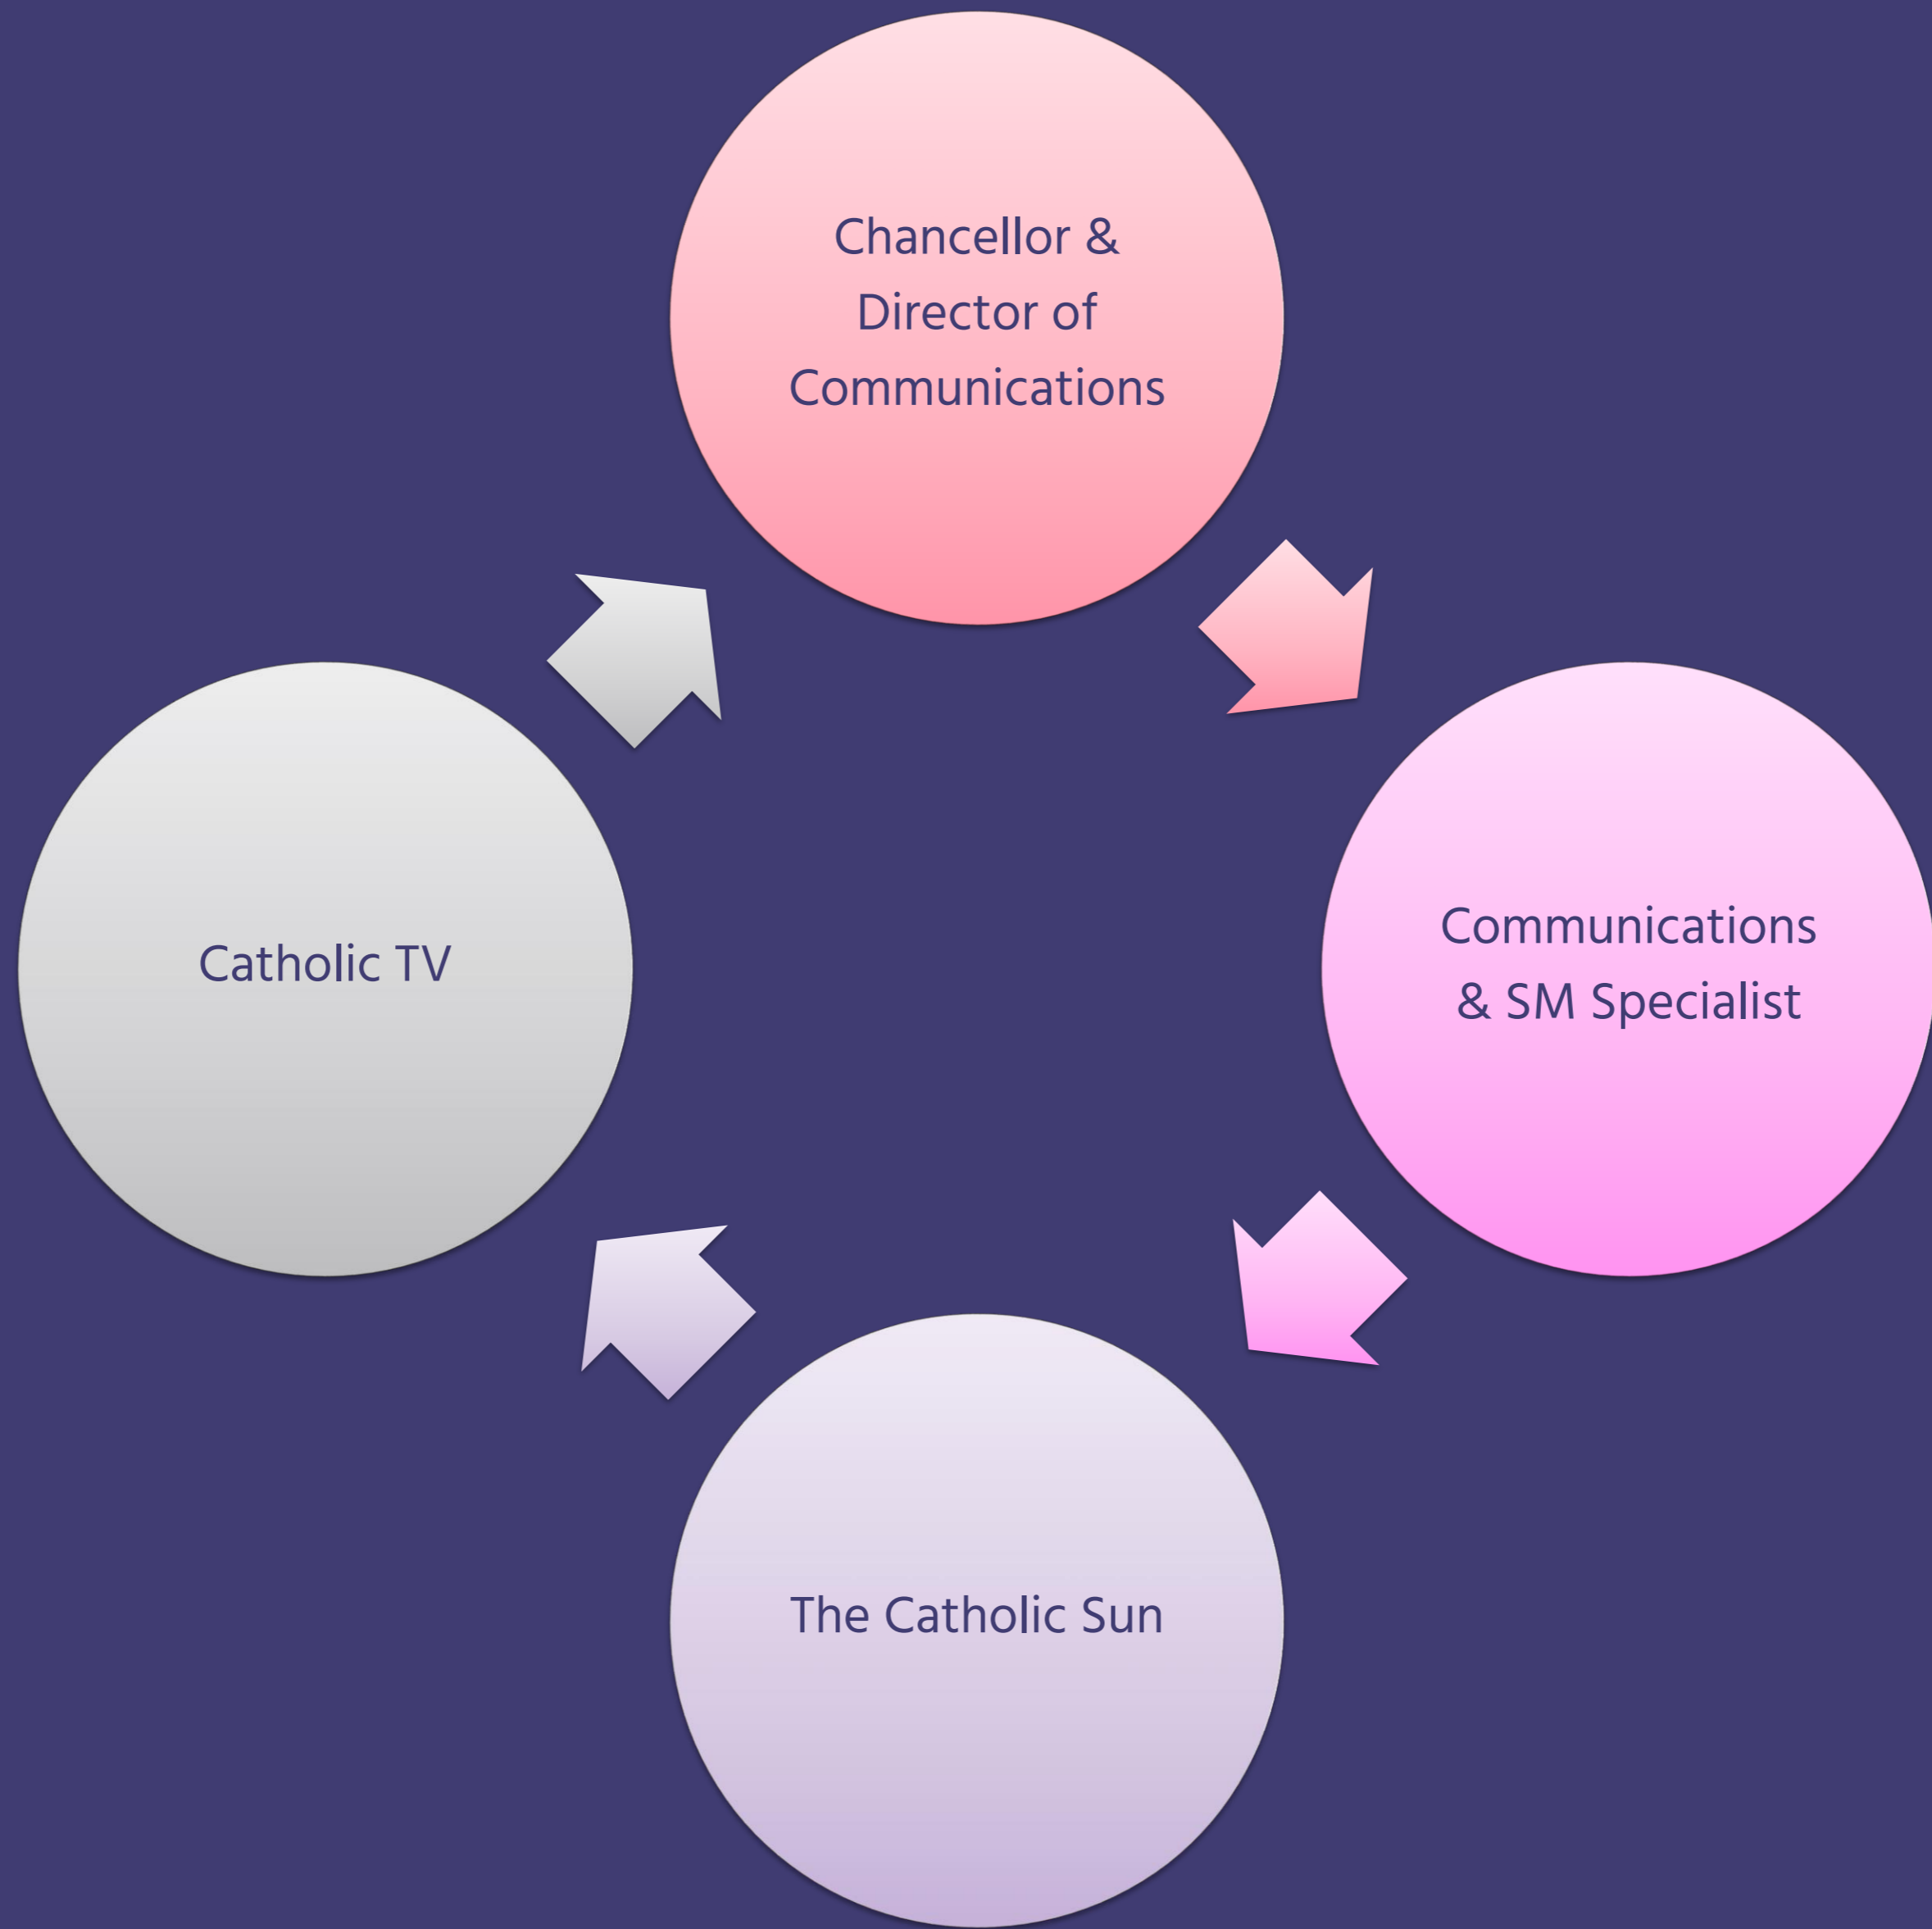 Chancellor &
Director of
Communications
Communications
& SM Specialist
The Catholic Sun
Catholic TV